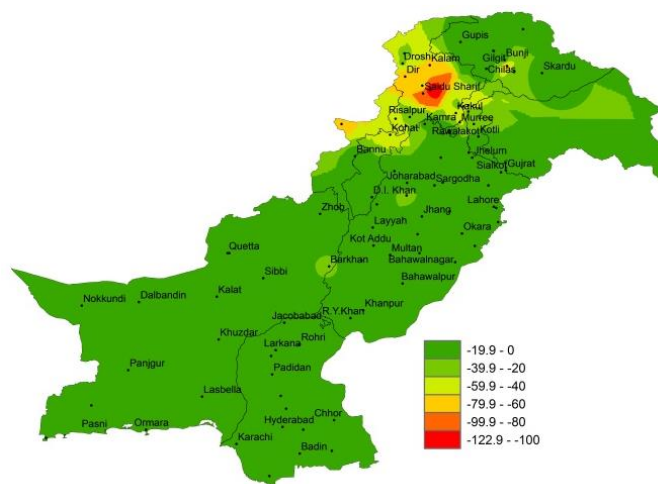 Gupis
Drosh
Kalam
Gilgit
Bunji
Dir
Chilas
Skardu
Saidu Sharif
Risalpur
Kakul
Kamra
Murree
Kohat
Rawalakot
Kotli
Bannu
Jhelum
Sialkot
Gujrat
Joharabad
Sargodha
D.I. Khan
Zhob
Layyah
Jhang
Lahore
Okara
Kot Addu
Quetta
Multan
Barkhan
Bahawalnagar
Sibbi
Bahawalpur
Nokkundi
Dalbandin
Kalat
Khanpur
R.Y.Khan
Jacobabad
Khuzdar
Rohri
Larkana
Panjgur
Padidan
Lasbella
Pasni
Ormara
Chhor
Hyderabad
Karachi
Badin
-19.9 - 0
-39.9 - -20
-59.9 - -40
-79.9 - -60
-99.9 - -80
-122.9 - -100